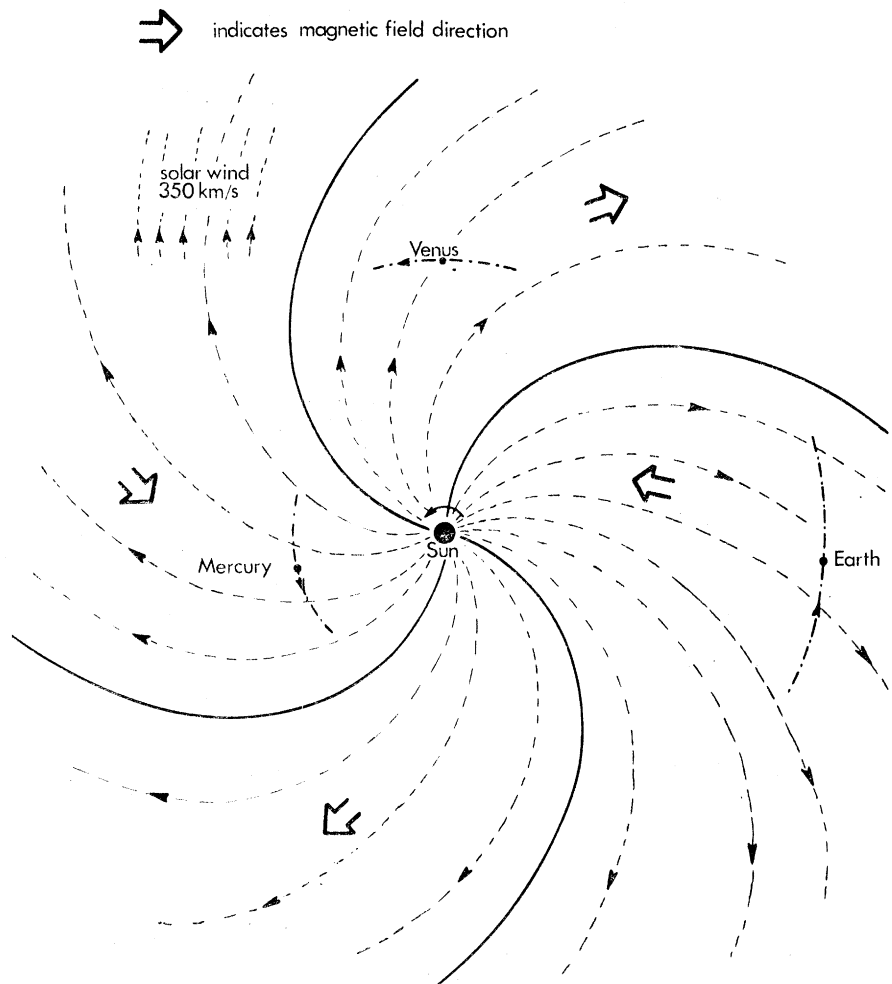 indicates magnetic field direction
solar wind
350 km/s
Venus
Mercury
Sun
Earth